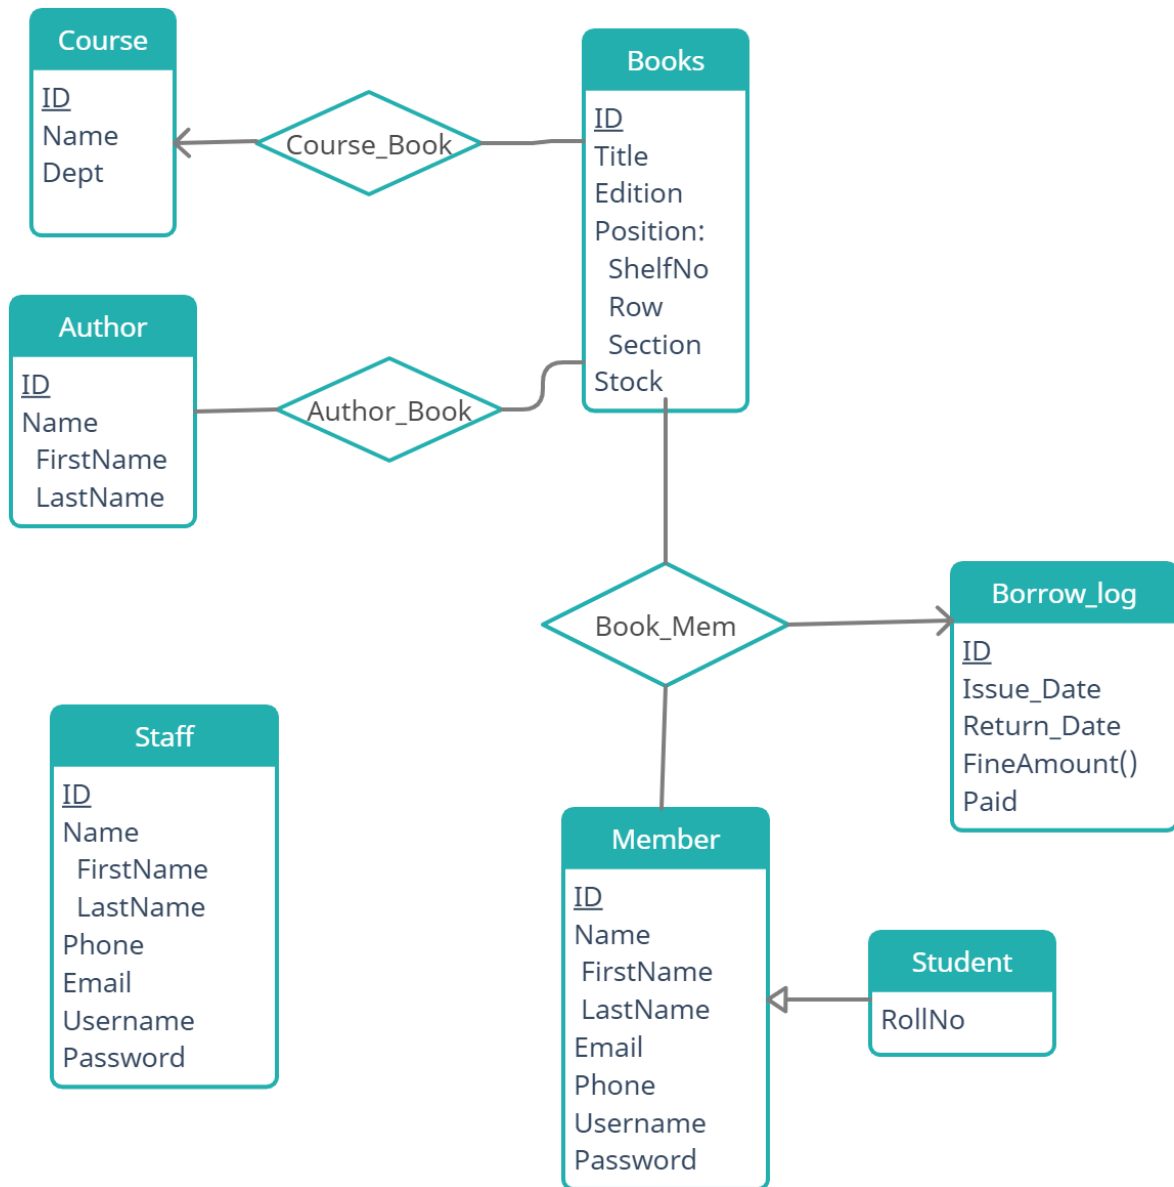 Course
ID
Name
Dept
Course_Book
Books
ID
Title
Edition
Position:
ShelfNo
Row
Section
Stock
Author
ID
Name
FirstName
LastName
Author_Book
Book_Mem
Borrow_log
ID
Issue_Date
Return_Date
FineAmount()
Paid
Staff
ID
Name
FirstName
LastName
Phone
Email
Username
Password
Member
ID
Name
FirstName
LastName
Email
Phone
Username
Password
Student
RollNo